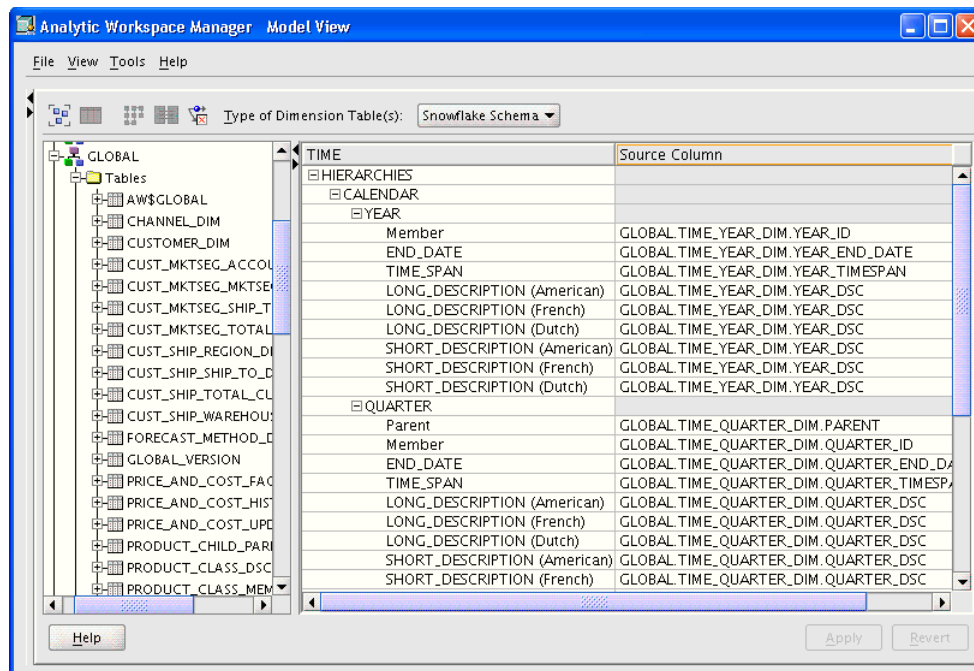 Analytic Workspace Manager Model View
File View Tools Help
Type of Dimension Table(s): Snowflake Schema
GLOBAL
Tables
AW$GLOBAL
CHANNEL_DIM
CUSTOMER_DIM
CUST_MKTSEG_ACCOU
CUST_MKTSEG_MKTSE
CUST_MKTSEG_SHIP_T
CUST_MKTSEG_TOTAL
CUST_SHIP_REGION_DI
CUST_SHIP_SHIP_TO_D
CUST_SHIP_TOTAL_CU
CUST_SHIP_WAREHOU
FORECAST_METHOD_D
GLOBAL_VERSION
PRICE_AND_COST_FAC
PRICE_AND_COST_HIS
PRICE_AND_COST_UPD
PRODUCT_CHILD_PAR
PRODUCT_CLASS_DSC
PRODUCT_CLASS_MEM
TIME Source Column
HIERARCHIES
CALENDAR
YEAR
Member GLOBAL.TIME_YEAR_DIM.YEAR_ID
END_DATE GLOBAL.TIME_YEAR_DIM.YEAR_END_DATE
TIME_SPAN GLOBAL.TIME_YEAR_DIM.YEAR_TIMESPAN
LONG_DESCRIPTION (American) GLOBAL.TIME_YEAR_DIM.YEAR_DSC
LONG_DESCRIPTION (French) GLOBAL.TIME_YEAR_DIM.YEAR_DSC
LONG_DESCRIPTION (Dutch) GLOBAL.TIME_YEAR_DIM.YEAR_DSC
SHORT_DESCRIPTION (American) GLOBAL.TIME_YEAR_DIM.YEAR_DSC
SHORT_DESCRIPTION (French) GLOBAL.TIME_YEAR_DIM.YEAR_DSC
SHORT_DESCRIPTION (Dutch) GLOBAL.TIME_YEAR_DIM.YEAR_DSC
QUARTER
Parent GLOBAL.TIME_QUARTER_DIM.PARENT
Member GLOBAL.TIME_QUARTER_DIM.QUARTER_ID
END_DATE GLOBAL.TIME_QUARTER_DIM.QUARTER_END_DA
TIME_SPAN GLOBAL.TIME_QUARTER_DIM.QUARTER_TIMESPA
LONG_DESCRIPTION (American) GLOBAL.TIME_QUARTER_DIM.QUARTER_DSC
LONG_DESCRIPTION (French) GLOBAL.TIME_QUARTER_DIM.QUARTER_DSC
LONG_DESCRIPTION (Dutch) GLOBAL.TIME_QUARTER_DIM.QUARTER_DSC
SHORT_DESCRIPTION (American) GLOBAL.TIME_QUARTER_DIM.QUARTER_DSC
SHORT_DESCRIPTION (French) GLOBAL.TIME_QUARTER_DIM.QUARTER_DSC
Help Apply Revert